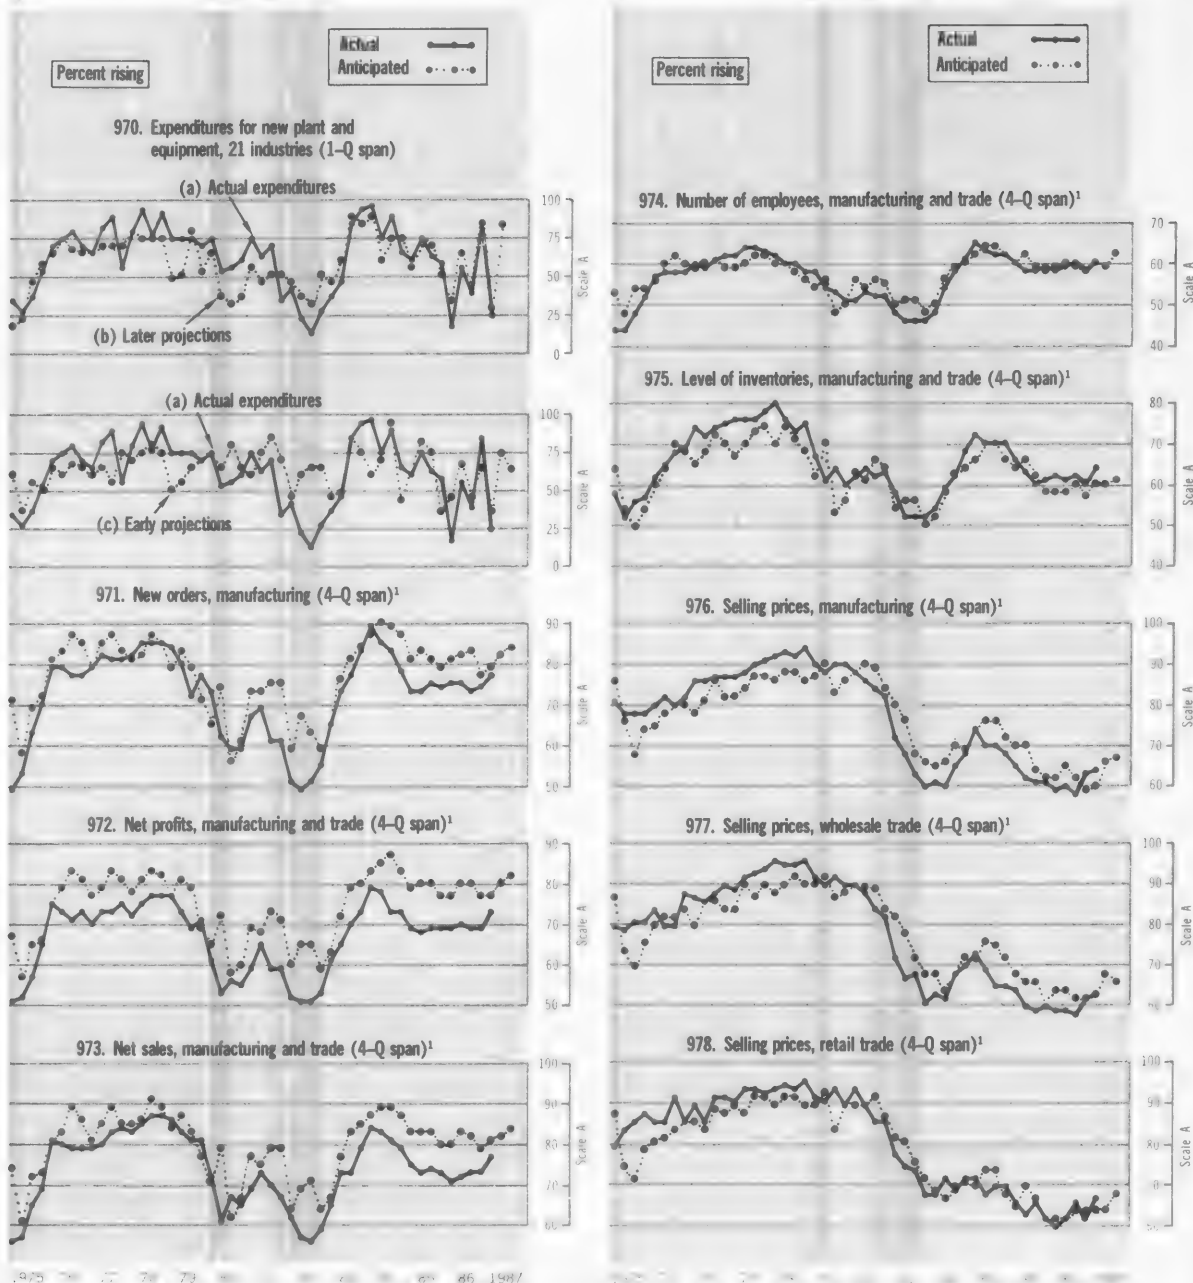 Actual
Anticipated
Percent rising
970. Expenditures for new plant and
equipment, 21 industries (1-Q span)
(a) Actual expenditures
100
75
50
25
0
Scale A
(b) Later projections
(a) Actual expenditures
100
75
50
25
0
Scale A
(c) Early projections
971. New orders, manufacturing (4-Q span)¹
90
80
70
60
50
Scale A
972. Net profits, manufacturing and trade (4-Q span)¹
90
80
70
60
50
Scale A
973. Net sales, manufacturing and trade (4-Q span)¹
100
90
80
70
60
Scale A
1975
86
1987
Actual
Anticipated
Percent rising
974. Number of employees, manufacturing and trade (4-Q span)¹
70
60
50
40
Scale A
975. Level of inventories, manufacturing and trade (4-Q span)¹
80
70
60
50
40
Scale A
976. Selling prices, manufacturing (4-Q span)¹
100
90
80
70
60
Scale A
977. Selling prices, wholesale trade (4-Q span)¹
100
90
80
70
60
Scale A
978. Selling prices, retail trade (4-Q span)¹
100
90
80
Scale A